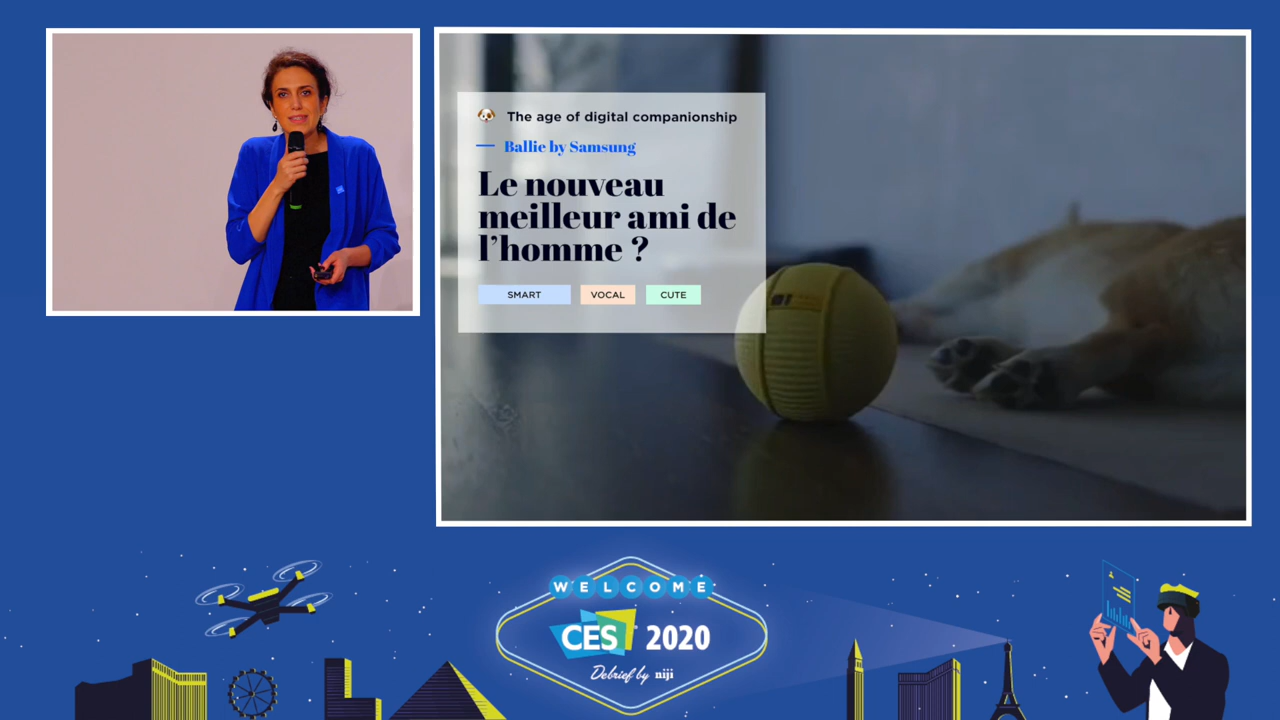 The age of digital companionship
Ballie by Samsung
Le nouveau
meilleur ami de
l’homme ?
SMART VOCAL CUTE
WELCOME
CES 2020
Debrief by niji